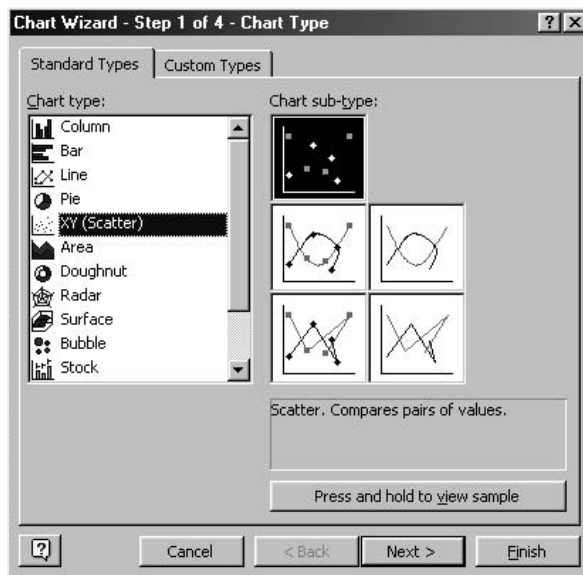 Chart Wizard - Step 1 of 4 - Chart Type
Standard Types
Custom Types
Chart type:
Column
Bar
Line
Pie
XY (Scatter)
Area
Doughnut
Radar
Surface
Bubble
Stock
Chart sub-type:
Scatter. Compares pairs of values.
Press and hold to view sample
Cancel
< Back
Next >
Finish